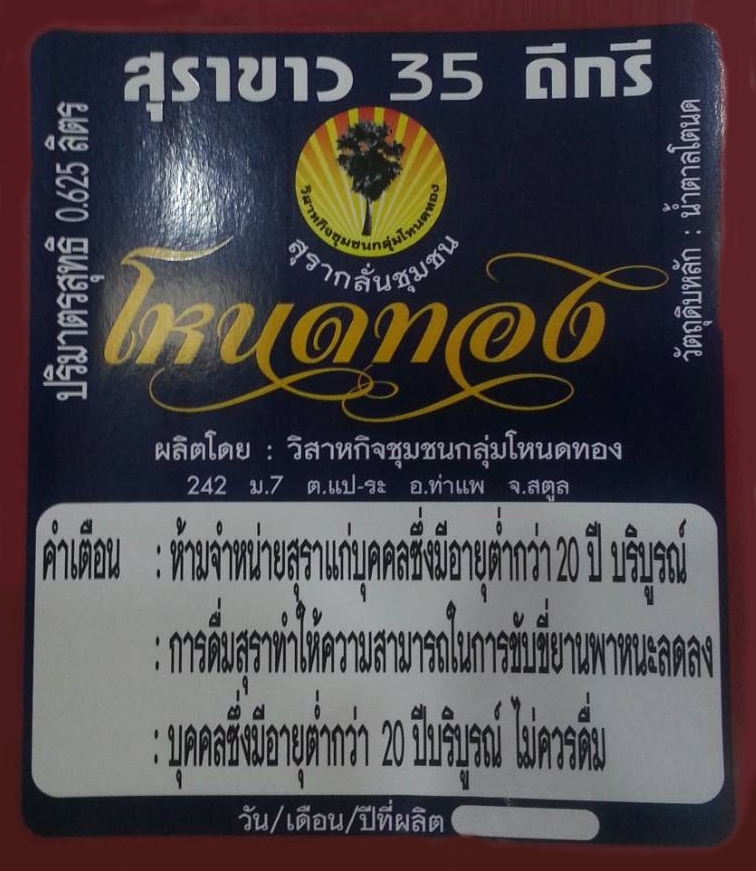 สุราขาว 35 ดีกรี
ปริมาตรสุทธิ 0.625 ลิตร
วัตถุดิบหลัก : น้ำตาลโตนด
วิสาหกิจชุมชนกลุ่มโหนดทอง
สุรากลั่นชุมชน
โหนดทอง
ผลิตโดย : วิสาหกิจชุมชนกลุ่มโหนดทอง
242 ม.7 ต.แป-ระ อ.ท่าแพ จ.สตูล
คำเตือน : ห้ามจำหน่ายสุราแก่บุคคลซึ่งมีอายุต่ำกว่า 20 ปี บริบูรณ์
: การดื่มสุราทำให้ความสามารถในการขับขี่ยานพาหนะลดลง
: บุคคลซึ่งมีอายุต่ำกว่า 20 ปีบริบูรณ์ ไม่ควรดื่ม
วัน/เดือน/ปีที่ผลิต